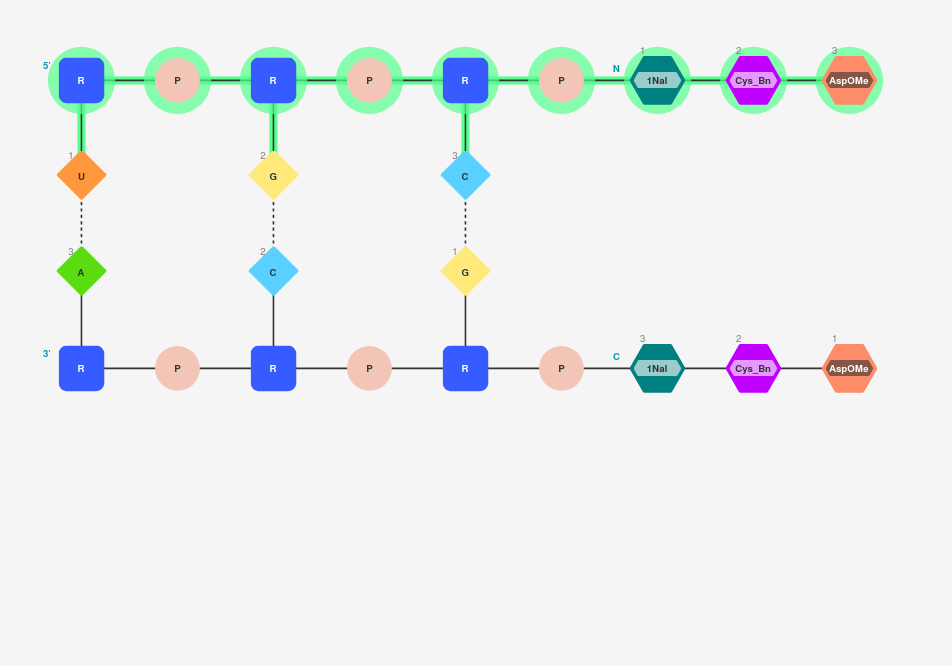 1 2 3
5' R P R P R P N 1Nal Cys_Bn AspOMe
1 2 3
U G C
3 2 1
A C G
3 2 1
3' R P R P R P C 1Nal Cys_Bn AspOMe